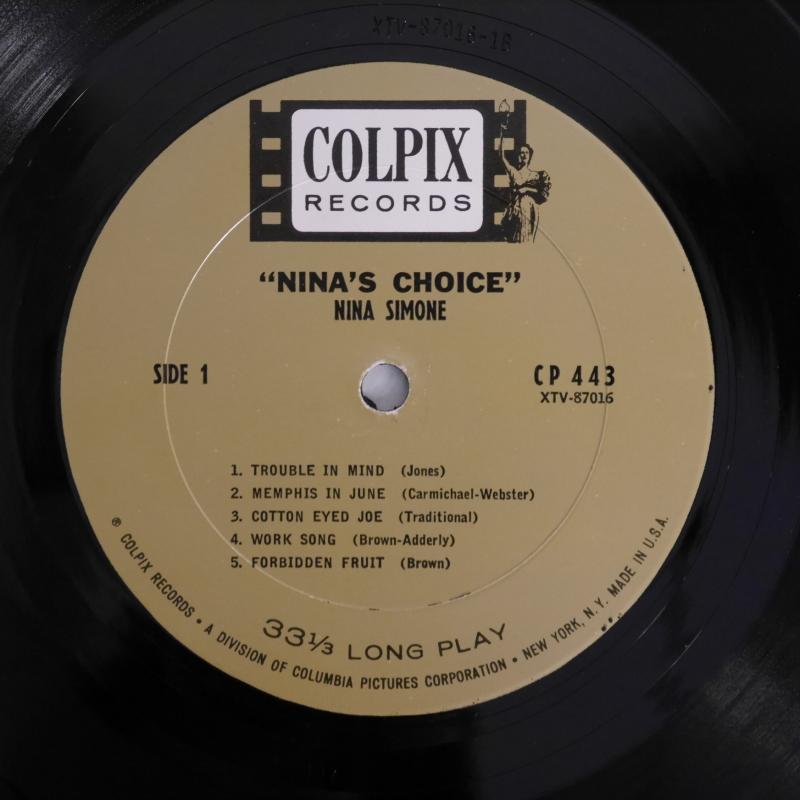 XTV-87016-1B
COLPIX
RECORDS
“NINA’S CHOICE”
NINA SIMONE
SIDE 1
CP 443
XTV-87016
1. TROUBLE IN MIND (Jones)
2. MEMPHIS IN JUNE (Carmichael-Webster)
3. COTTON EYED JOE (Traditional)
4. WORK SONG (Brown-Adderly)
5. FORBIDDEN FRUIT (Brown)
33⅓ LONG PLAY
® COLPIX RECORDS • A DIVISION OF COLUMBIA PICTURES CORPORATION • NEW YORK, N. Y. MADE IN U.S.A.